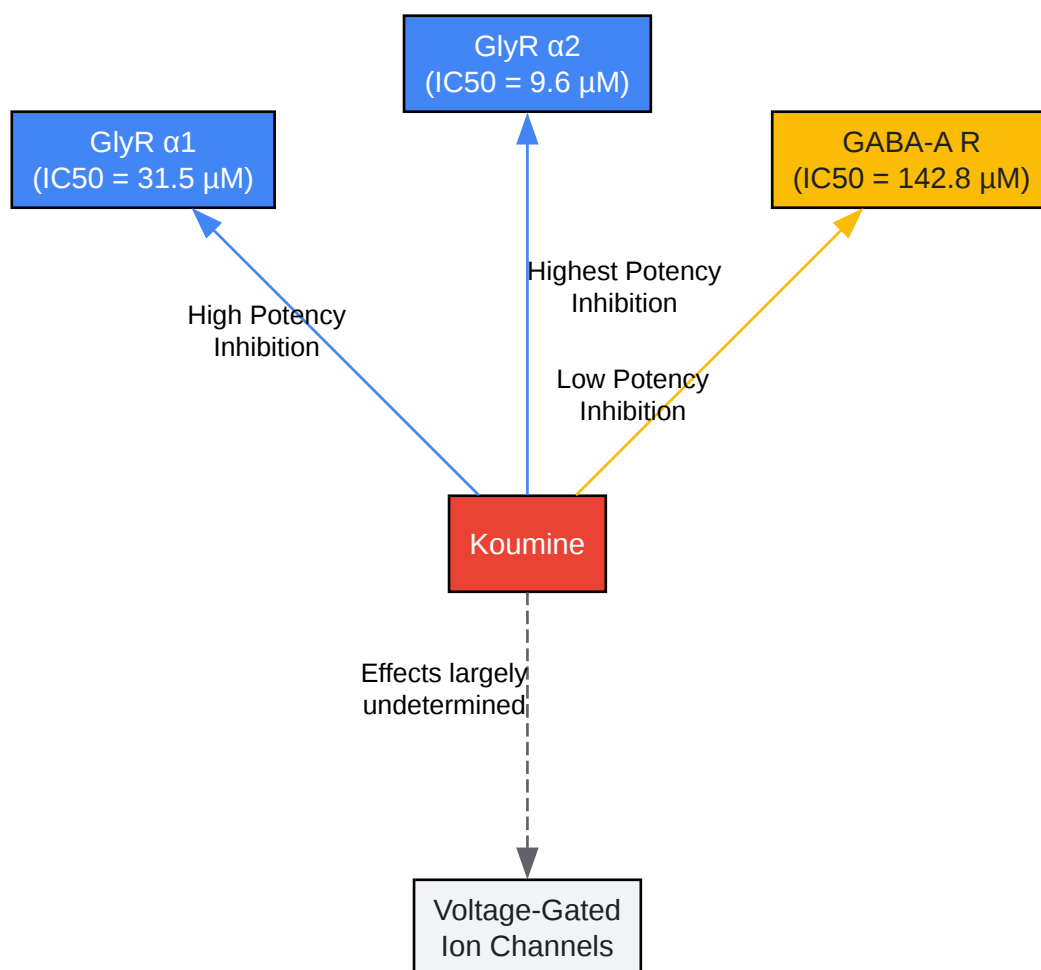 GlyR α2
(IC50 = 9.6 µM)
GlyR α1
(IC50 = 31.5 µM)
GABA-A R
(IC50 = 142.8 µM)
Highest Potency
Inhibition
High Potency
Inhibition
Low Potency
Inhibition
Koumine
Effects largely
undetermined
Voltage-Gated
Ion Channels